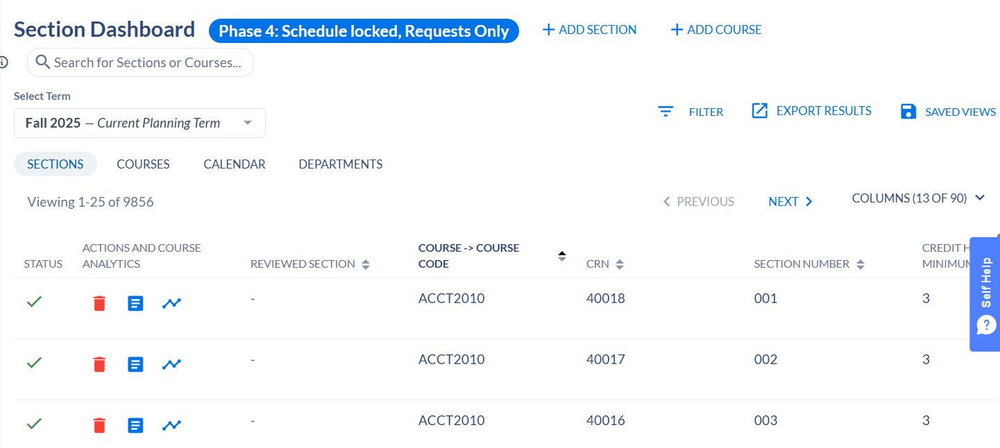 Section Dashboard
Phase 4: Schedule locked, Requests Only
+ ADD SECTION
+ ADD COURSE
Search for Sections or Courses...
Select Term
Fall 2025 — Current Planning Term
FILTER
EXPORT RESULTS
SAVED VIEWS
SECTIONS
COURSES
CALENDAR
DEPARTMENTS
Viewing 1-25 of 9856
PREVIOUS
NEXT
COLUMNS (13 OF 90)
STATUS
ACTIONS AND COURSE
ANALYTICS
REVIEWED SECTION
COURSE -> COURSE
CODE
CRN
SECTION NUMBER
CREDIT
Self Help
- ACCT2010 40018 001 3
- ACCT2010 40017 002 3
- ACCT2010 40016 003 3